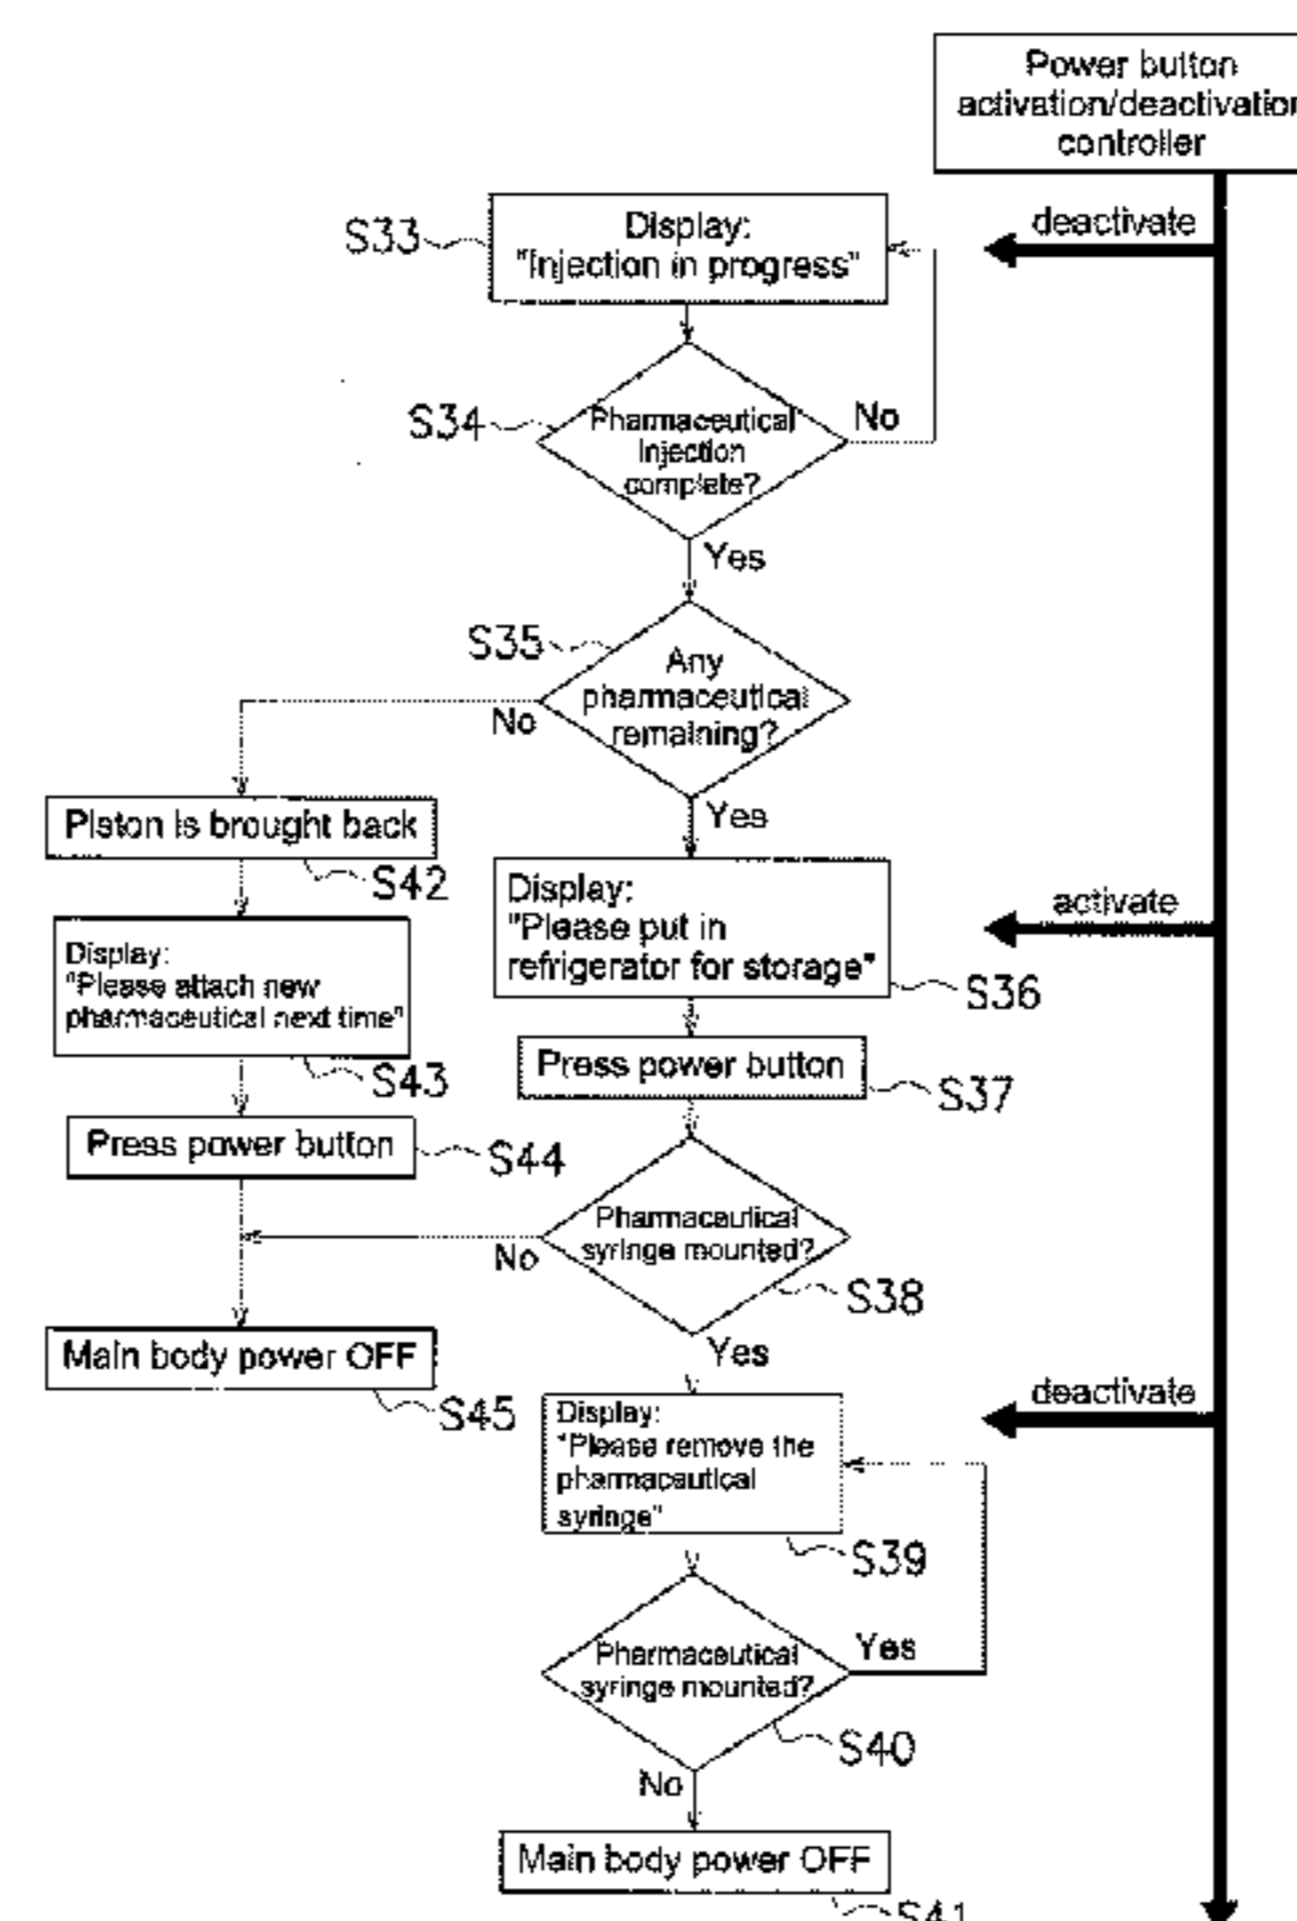 Power button
activation/deactivation
controller
deactivate
S33
Display:
"Injection in progress"
S34
Pharmaceutical
injection
complete?
No
Yes
S35
Any
pharmaceutical
remaining?
No
Yes
Piston is brought back
S42
Display:
"Please put in
refrigerator for storage"
S36
activate
Display:
"Please attach new
pharmaceutical next time"
S43
Press power button
S37
Press power button
S44
Pharmaceutical
syringe mounted?
No
S38
Yes
Main body power OFF
S45
deactivate
Display:
"Please remove the
pharmaceutical
syringe"
S39
Pharmaceutical
syringe mounted?
Yes
S40
No
Main body power OFF
S41